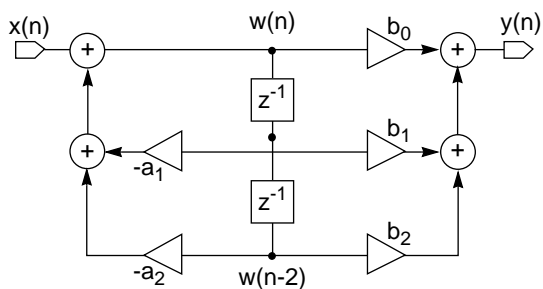 x(n) w(n) b₀ y(n)
+ +
z⁻¹
+ -a₁ b₁ +
z⁻¹
-a₂ w(n-2) b₂